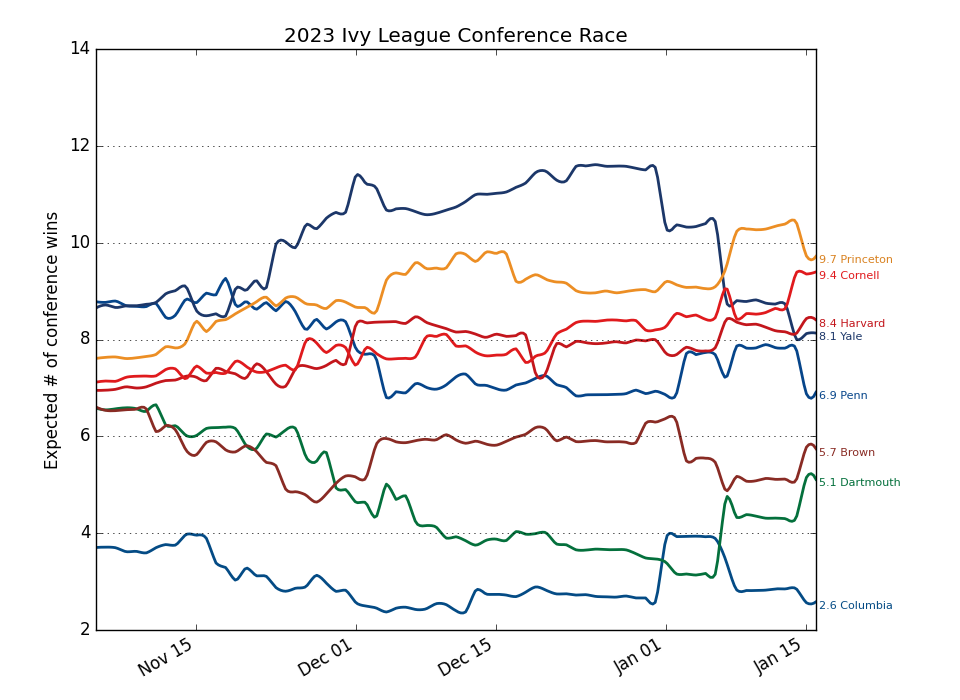 2023 Ivy League Conference Race
Expected # of conference wins
14
12
10
8
6
4
2
9.7 Princeton
9.4 Cornell
8.4 Harvard
8.1 Yale
6.9 Penn
5.7 Brown
5.1 Dartmouth
2.6 Columbia
Nov 15
Dec 01
Dec 15
Jan 01
Jan 15